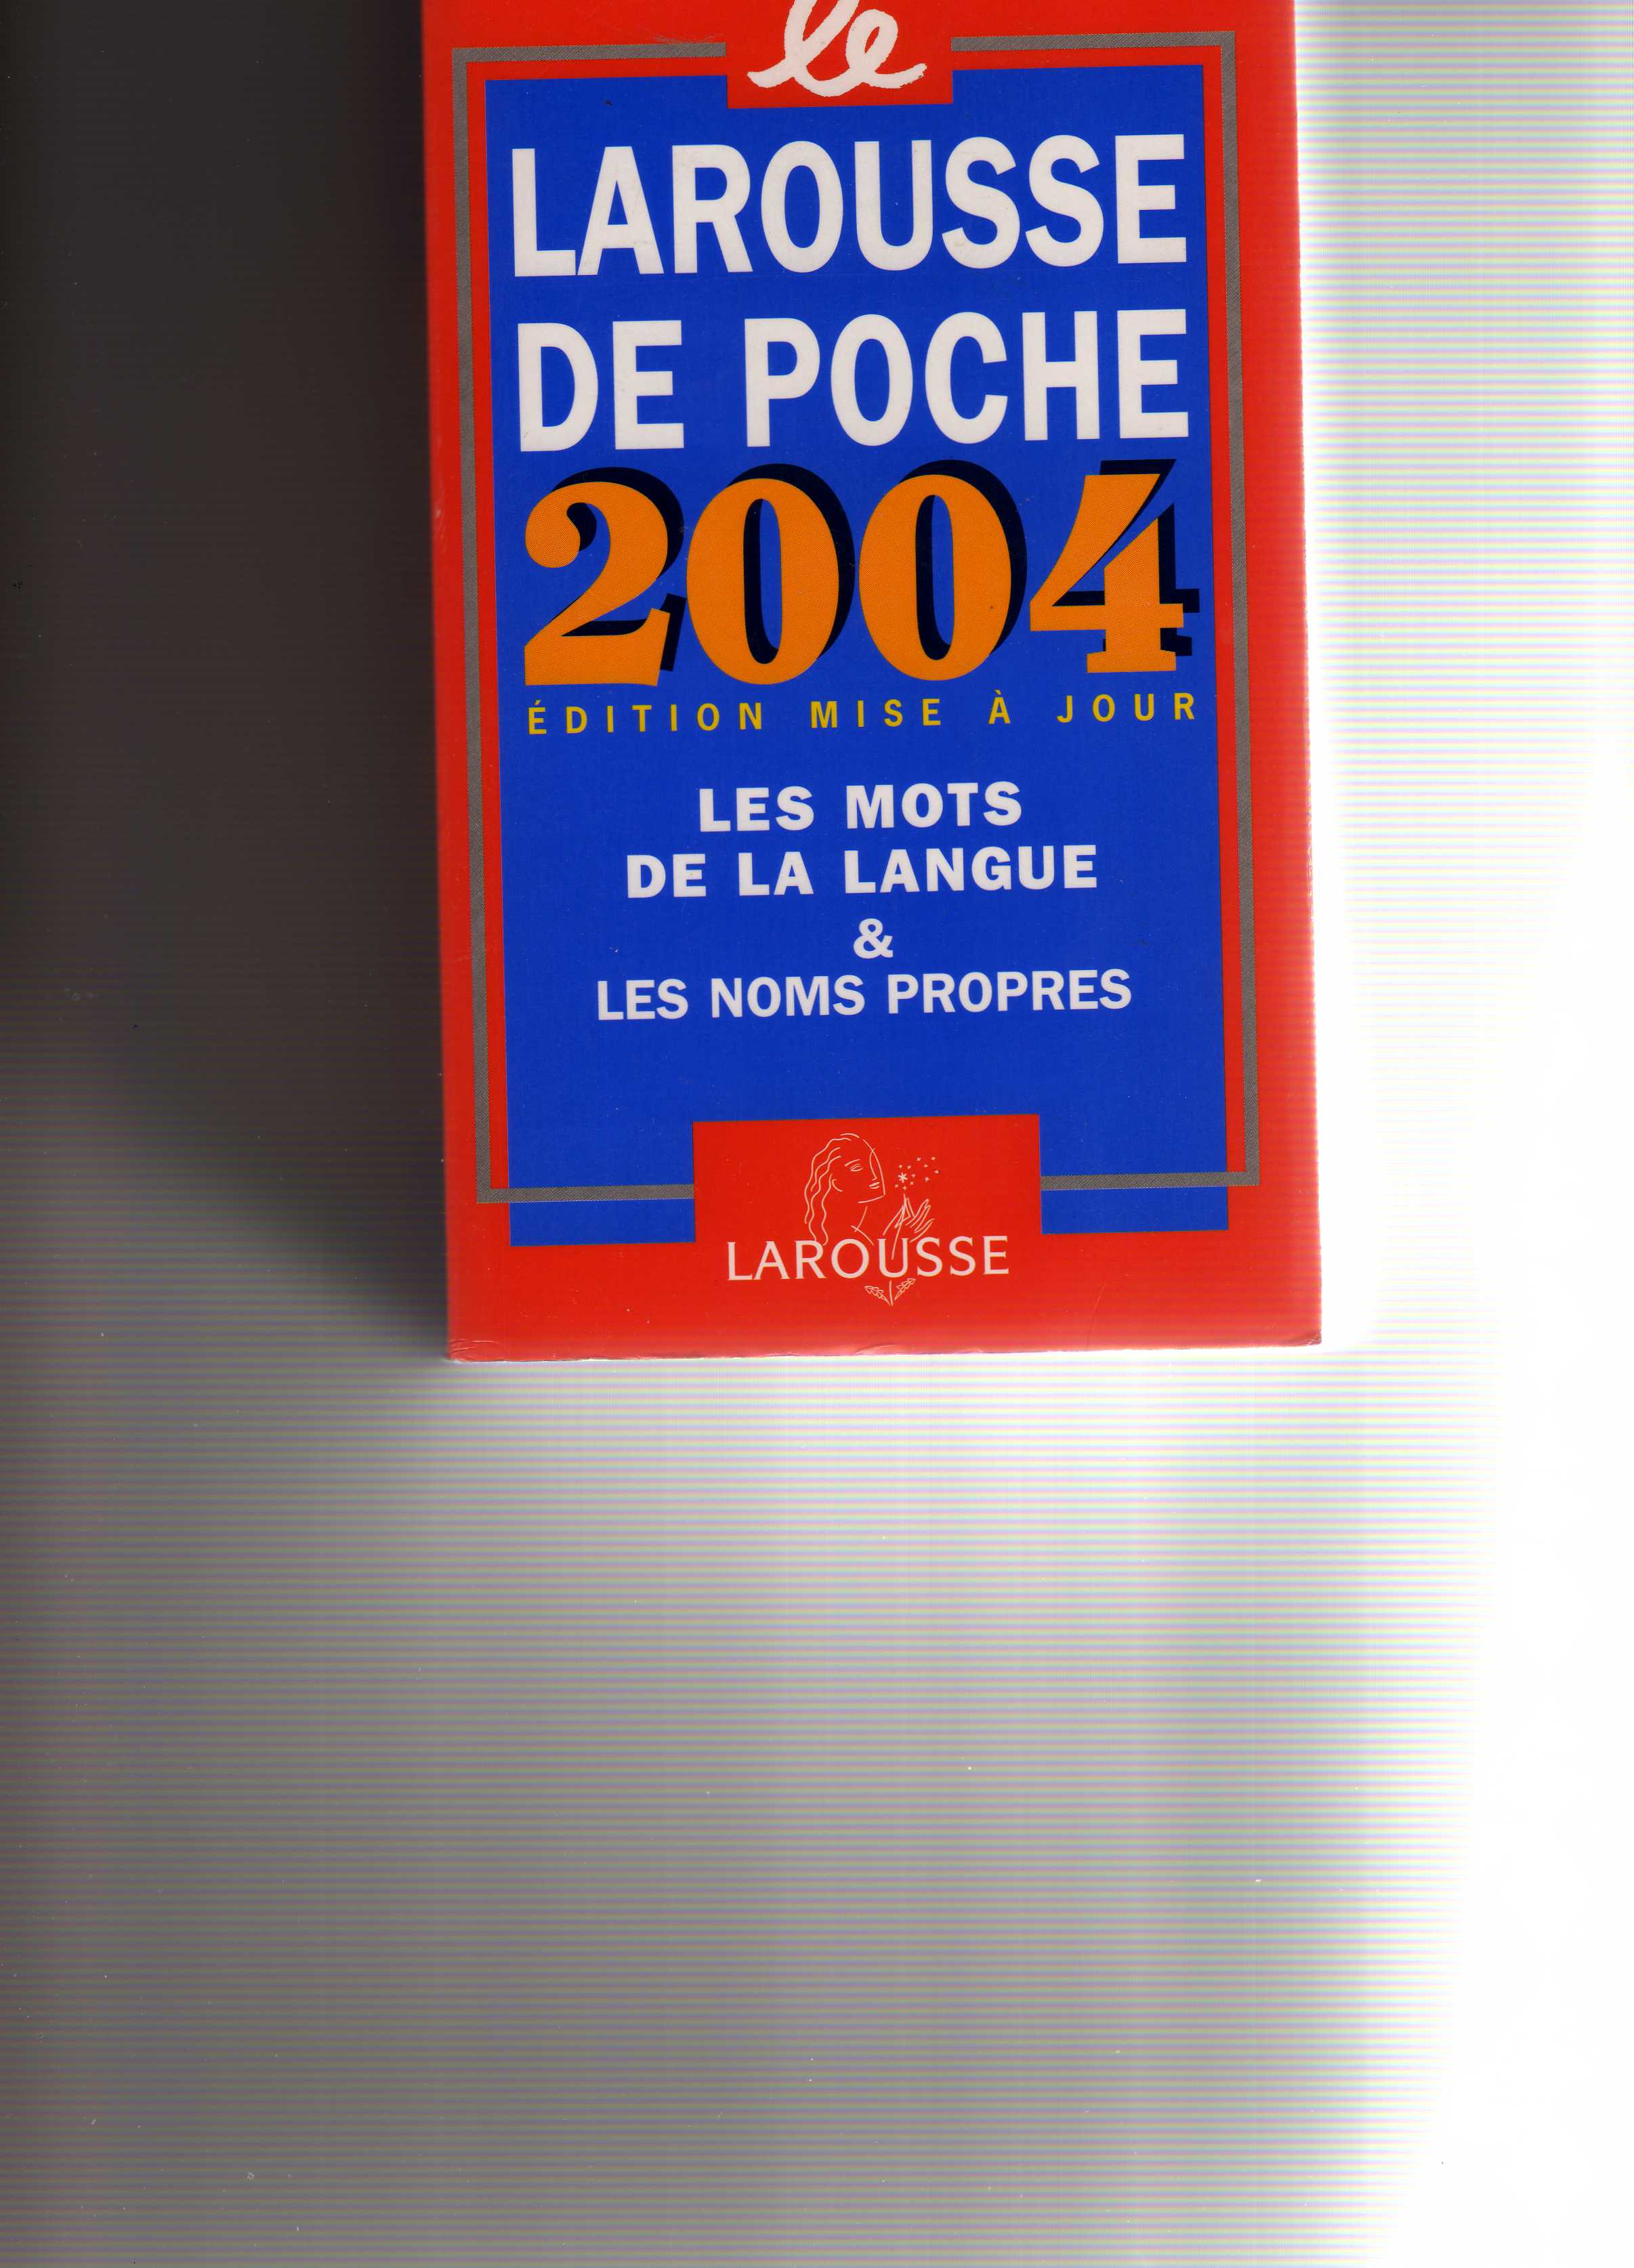 le
LAROUSSE
DE POCHE
2004
ÉDITION MISE À JOUR
LES MOTS
DE LA LANGUE
&
LES NOMS PROPRES
LAROUSSE